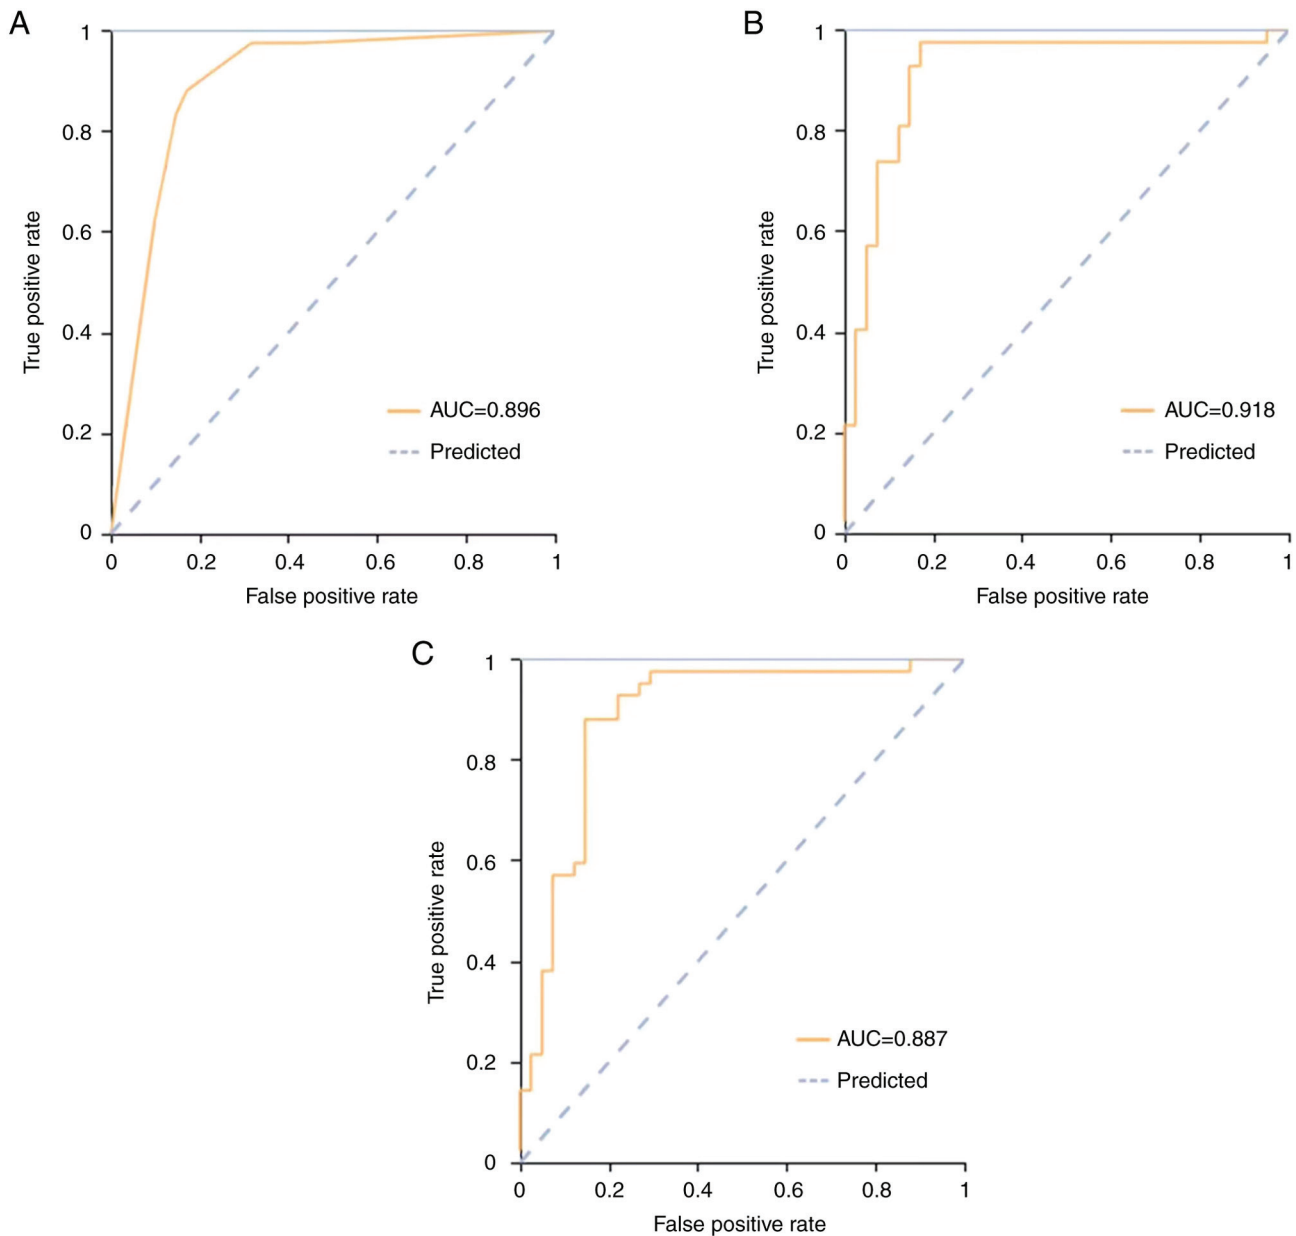 A
1
0.8
0.6
0.4
0.2
0
True positive rate
0 0.2 0.4 0.6 0.8 1
False positive rate
AUC=0.896
Predicted
B
1
0.8
0.6
0.4
0.2
0
True positive rate
0 0.2 0.4 0.6 0.8 1
False positive rate
AUC=0.918
Predicted
C
1
0.8
0.6
0.4
0.2
0
True positive rate
0 0.2 0.4 0.6 0.8 1
False positive rate
AUC=0.887
Predicted